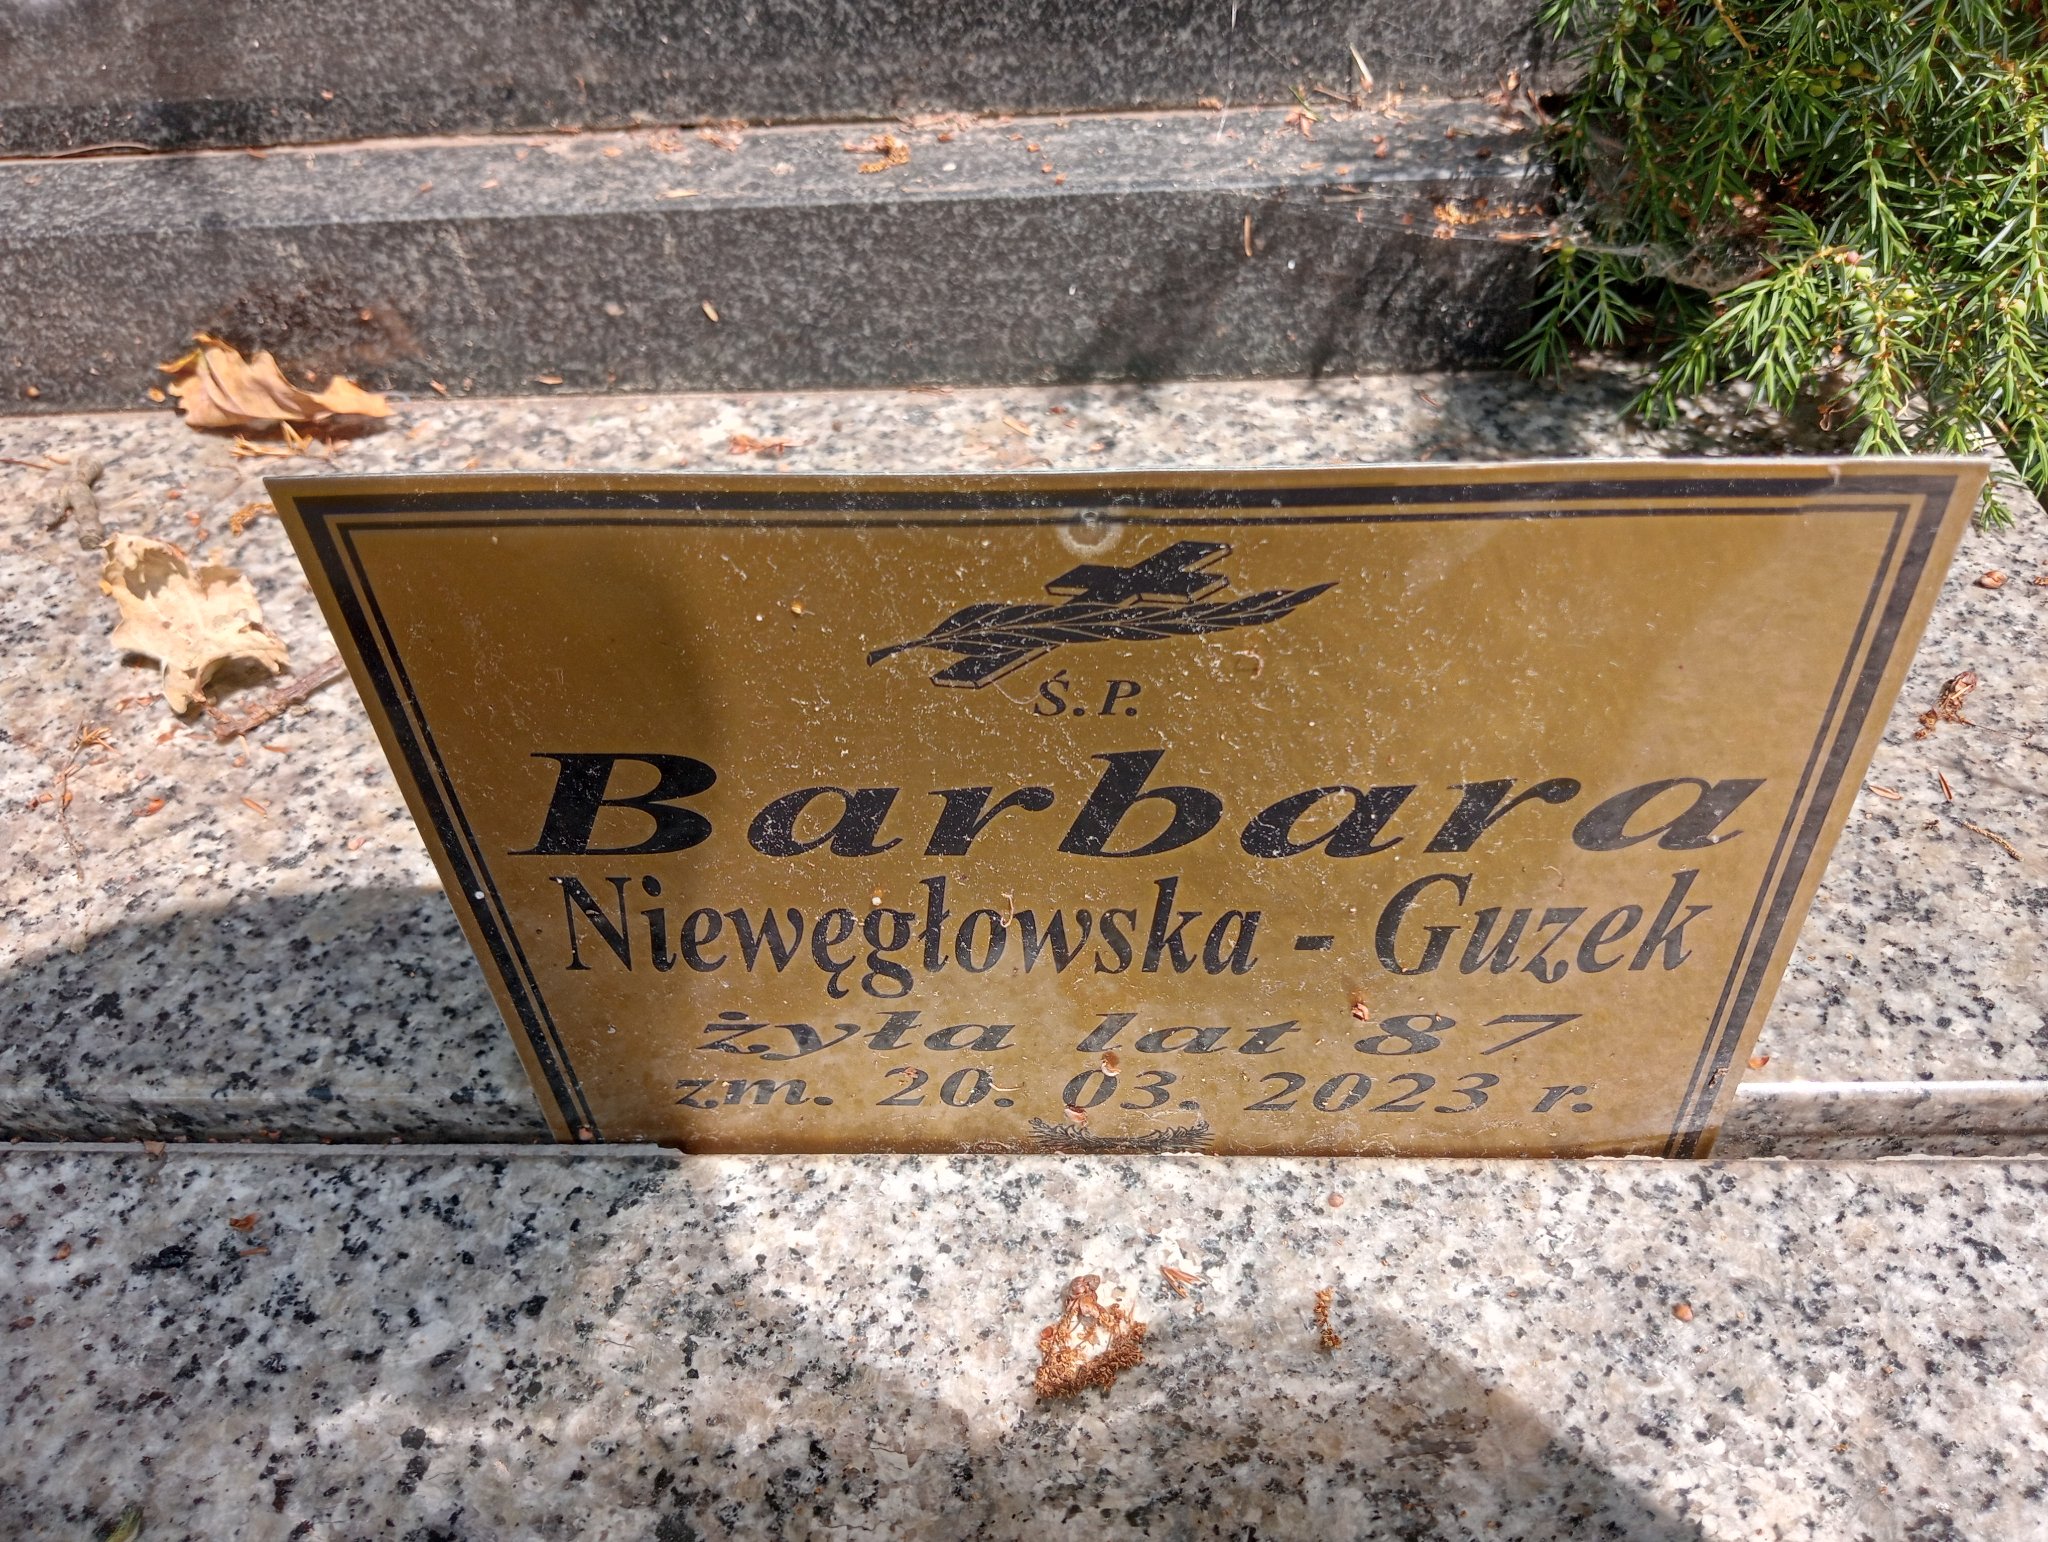 Ś.P.
Barbara
Niewęgłowska - Guzek
żyła lat 87
zm. 20. 03. 2023 r.